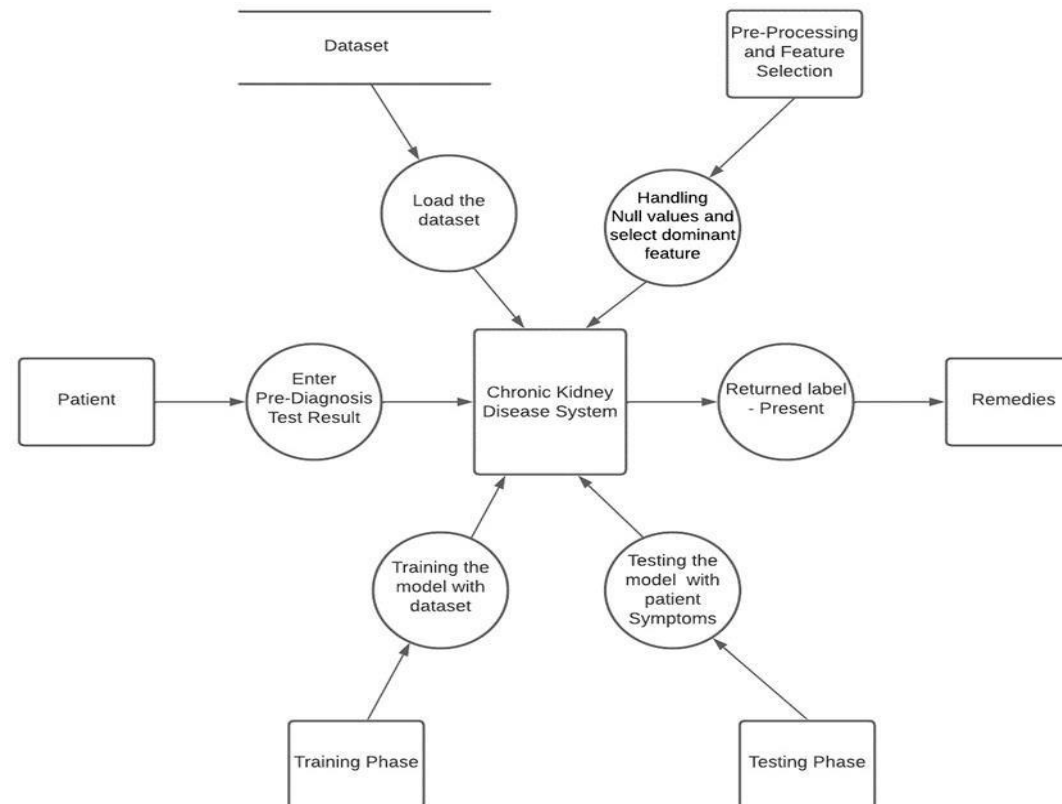 Dataset
Pre-Processing
and Feature
Selection
Load the
dataset
Handling
Null values and
select dominant
feature
Patient
Enter
Pre-Diagnosis
Test Result
Chronic Kidney
Disease System
Returned label
- Present
Remedies
Training the
model with
dataset
Testing the
model with
patient
Symptoms
Training Phase
Testing Phase